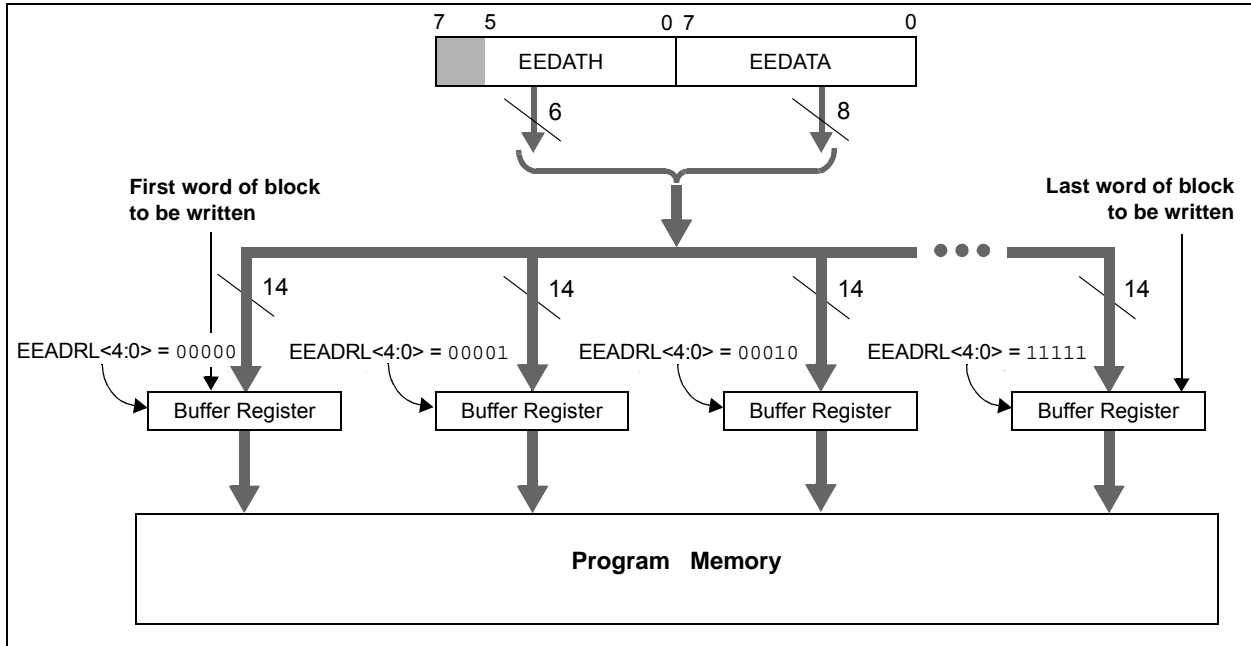 7 5 0 7 0
EEDATH EEDATA
6 8
First word of block
to be written
Last word of block
to be written
14 14 14 14
EEADRL<4:0> = 00000 EEADRL<4:0> = 00001 EEADRL<4:0> = 00010 EEADRL<4:0> = 11111
Buffer Register Buffer Register Buffer Register Buffer Register
Program Memory